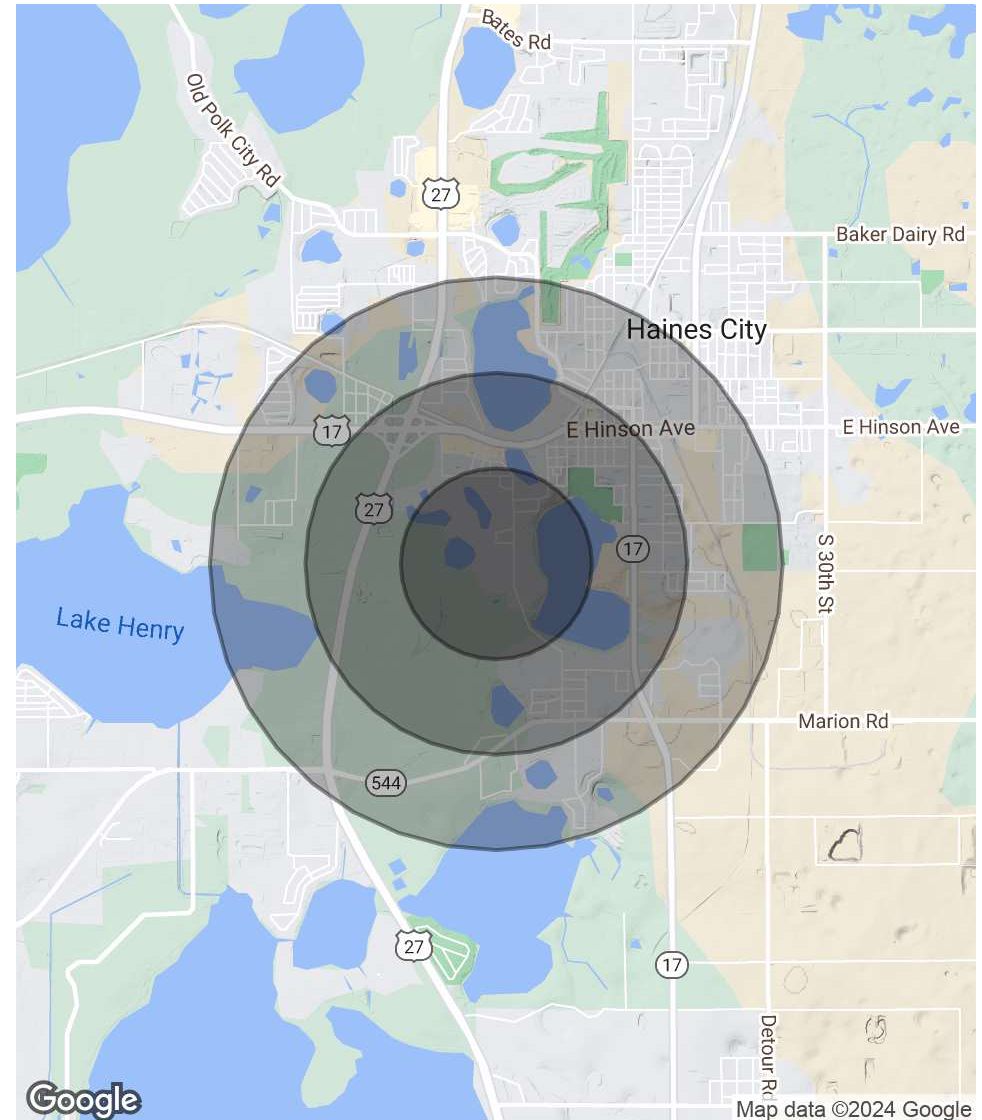 Bates Rd
Old Polk City Rd
27
Baker Dairy Rd
Haines City
17
E Hinson Ave
E Hinson Ave
27
17
S 30th St
Lake Henry
Marion Rd
544
27
17
Detour Rd
Google
Map data ©2024 Google